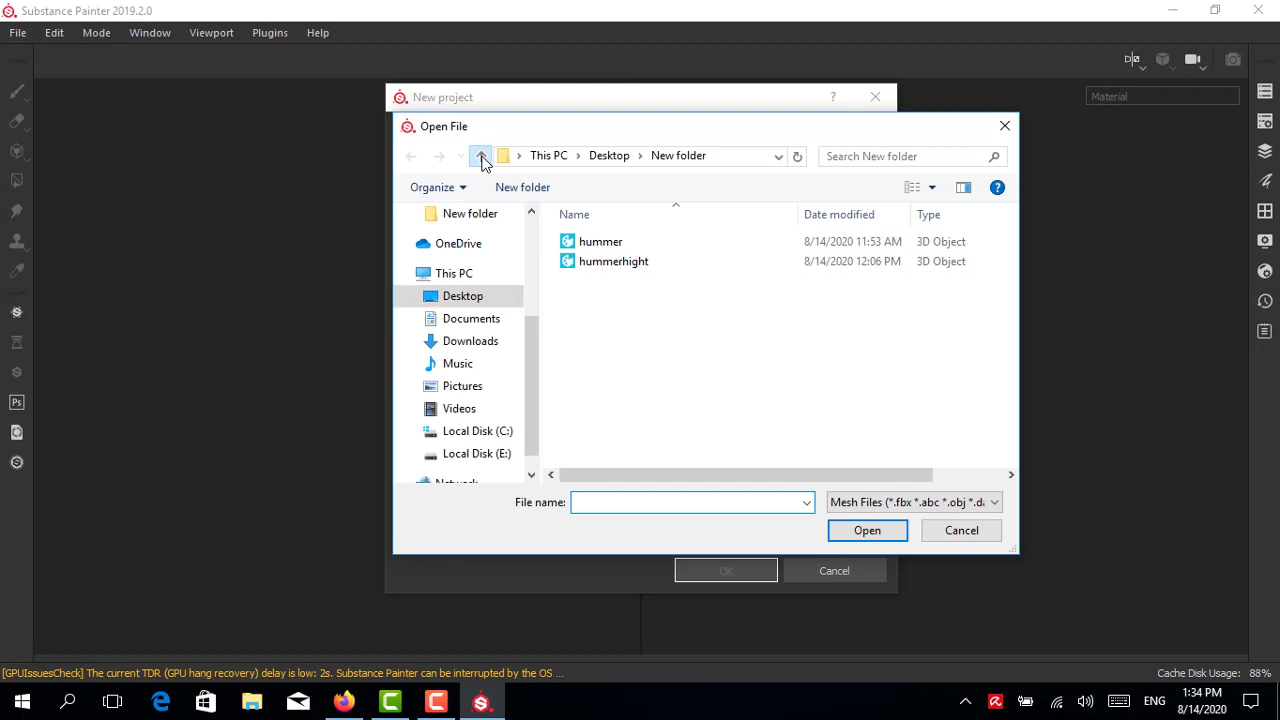 Substance Painter 2019.2.0
File Edit Mode Window Viewport Plugins Help
Material
New project ?
Open File
This PC Desktop New folder
Search New folder
Organize New folder
Name Date modified Type
hummer 8/14/2020 11:53 AM 3D Object
hummerhight 8/14/2020 12:06 PM 3D Object
New folder
OneDrive
This PC
Desktop
Documents
Downloads
Music
Pictures
Videos
Local Disk (C:)
Local Disk (E:)
File name:
Mesh Files (*.fbx *.abc *.obj *.d
Open Cancel
OK Cancel
[GPUIssuesCheck] The current TDR (GPU hang recovery) delay is low: 2s. Substance Painter can be interrupted by the OS ...
Cache Disk Usage: 88%
Ps
ENG
1:34 PM
8/14/2020